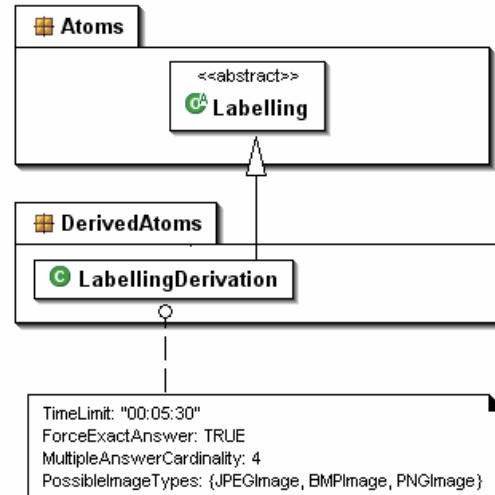 Atoms
<<abstract>>
Labelling
DerivedAtoms
LabellingDerivation
TimeLimit: "00:05:30"
ForceExactAnswer: TRUE
MultipleAnswerCardinality: 4
PossibleImageTypes: {JPEGImage, BMPImage, PNGImage}